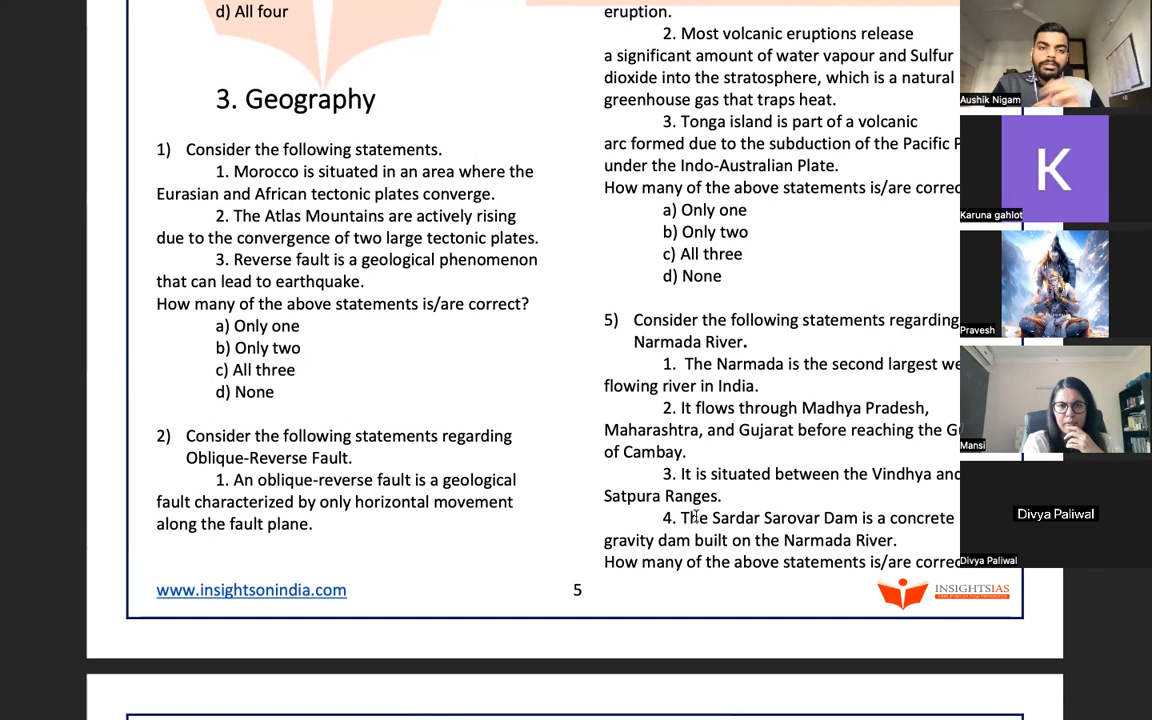 d) All four
3. Geography
1) Consider the following statements.
1. Morocco is situated in an area where the
Eurasian and African tectonic plates converge.
2. The Atlas Mountains are actively rising
due to the convergence of two large tectonic plates.
3. Reverse fault is a geological phenomenon
that can lead to earthquake.
How many of the above statements is/are correct?
a) Only one
b) Only two
c) All three
d) None
2) Consider the following statements regarding
Oblique-Reverse Fault.
1. An oblique-reverse fault is a geological
fault characterized by only horizontal movement
along the fault plane.
eruption.
2. Most volcanic eruptions release
a significant amount of water vapour and Sulfur
dioxide into the stratosphere, which is a natural
greenhouse gas that traps heat.
3. Tonga island is part of a volcanic
arc formed due to the subduction of the Pacific P
under the Indo-Australian Plate.
How many of the above statements is/are correc
a) Only one
b) Only two
c) All three
d) None
5) Consider the following statements regarding
Narmada River.
1. The Narmada is the second largest we
flowing river in India.
2. It flows through Madhya Pradesh,
Maharashtra, and Gujarat before reaching the G
of Cambay.
3. It is situated between the Vindhya and
Satpura Ranges.
4. The Sardar Sarovar Dam is a concrete
gravity dam built on the Narmada River.
How many of the above statements is/are correc
www.insightsonindia.com
5
INSIGHTSIAS
Aushik Nigam
K
Karuna gahlot
Pravesh
Mansi
Divya Paliwal
Divya Paliwal